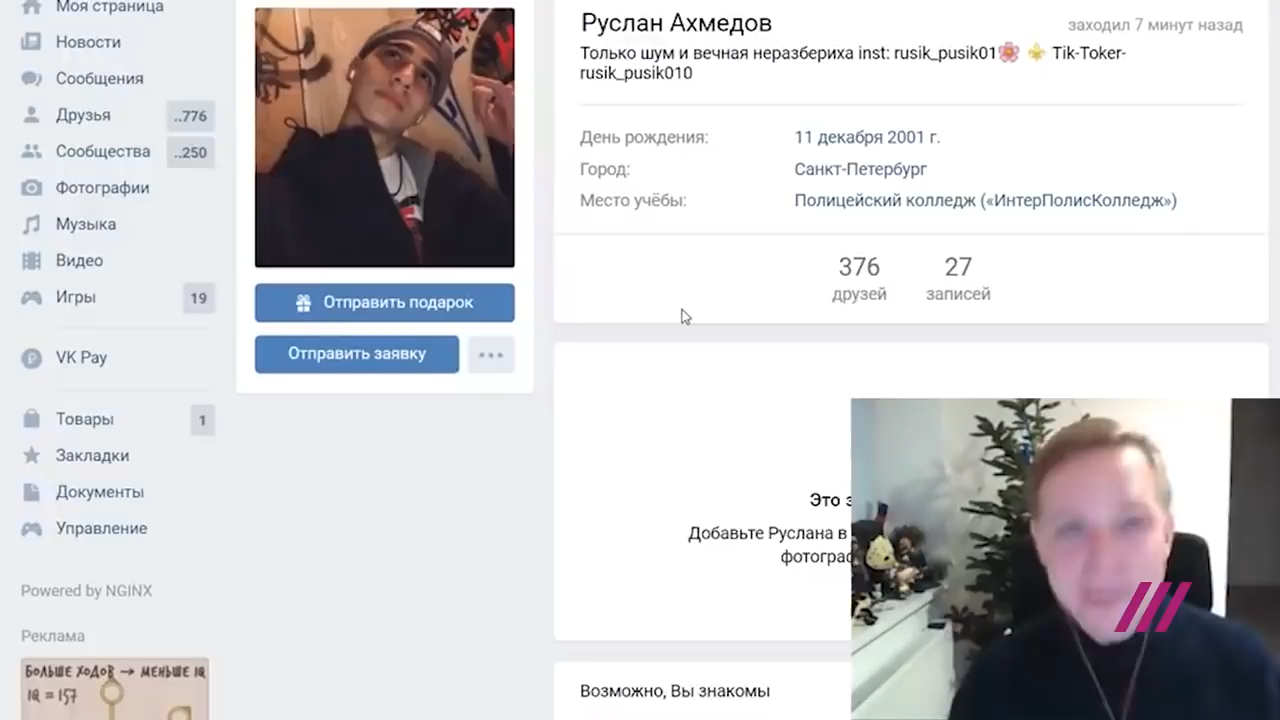 Моя страница
Новости
Сообщения
Друзья
..776
Сообщества
..250
Фотографии
Музыка
Видео
Игры
19
VK Pay
Товары
1
Закладки
Документы
Управление
Powered by NGINX
Реклама
БОЛЬШЕ ХОДОВ → МЕНЬШЕ IQ
IQ = 157
Отправить подарок
Отправить заявку
Руслан Ахмедов
заходил 7 минут назад
Только шум и вечная неразбериха inst: rusik_pusik01🌸 ⚜️ Tik-Toker-
rusik_pusik010
День рождения:
11 декабря 2001 г.
Город:
Санкт-Петербург
Место учёбы:
Полицейский колледж («ИнтерПолисКолледж»)
376
друзей
27
записей
Это з
Добавьте Руслана в
фотограф
Возможно, Вы знакомы